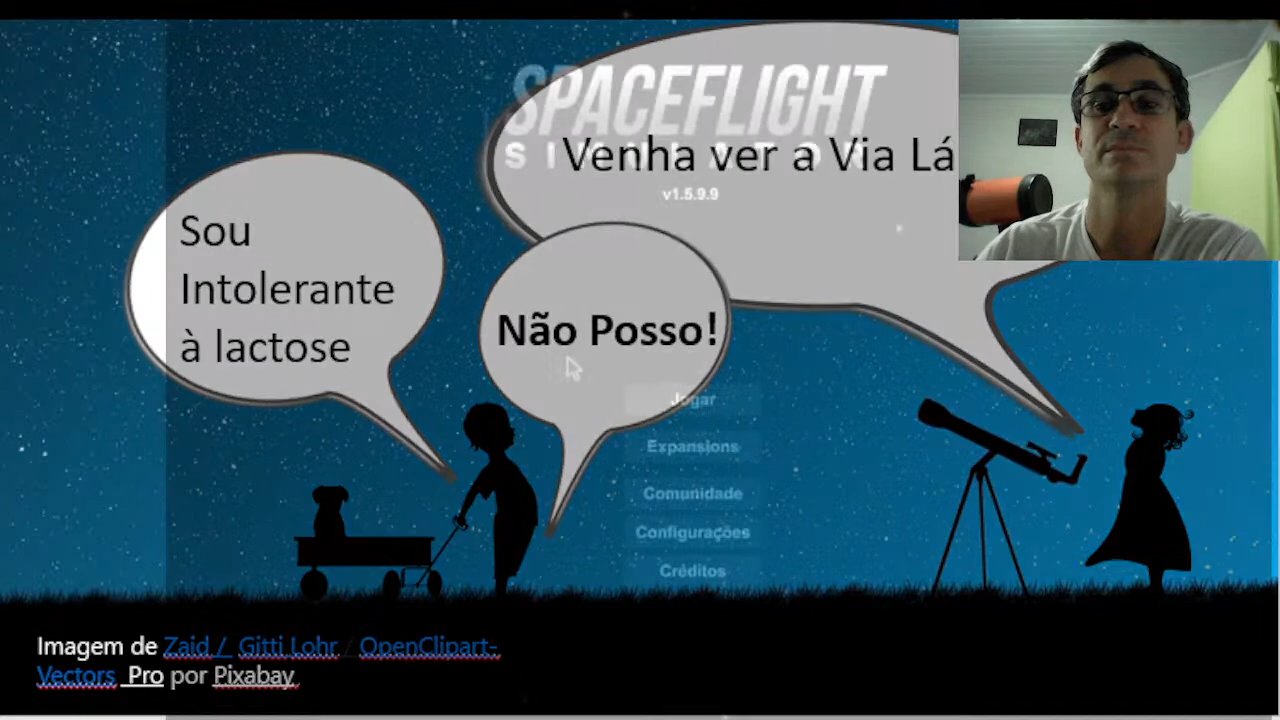 SPACEFLIGHT
Venha ver a Via Lá
v1.5.9.9
Sou
Intolerante
à lactose
Não Posso!
Jogar
Expansions
Comunidade
Configurações
Créditos
Imagem de Zaid / Gitti Lohr / OpenClipart-
Vectors Pro por Pixabay